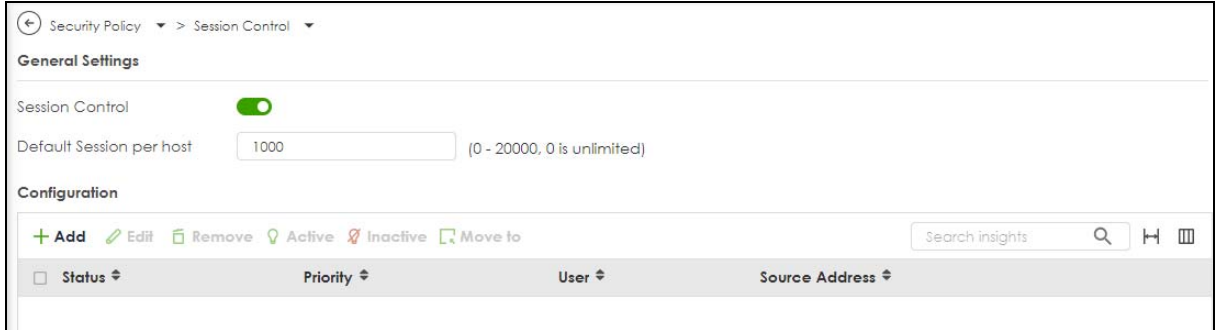 Security Policy > Session Control
General Settings
Session Control
Default Session per host 1000 (0 - 20000, 0 is unlimited)
Configuration
Add Edit Remove Active Inactive Move to Search insights
Status Priority User Source Address